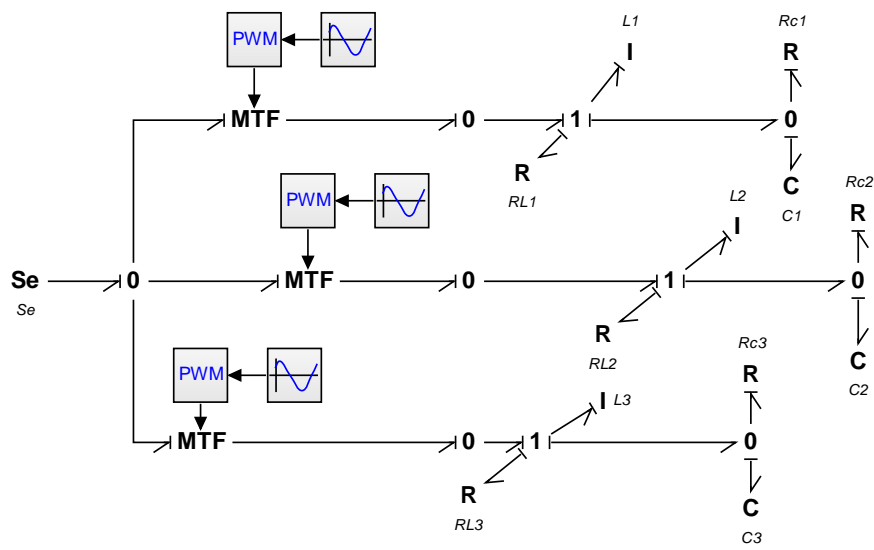 L1
Rc1
PWM
I
R
MTF 0 1 0
R
RL1
C
C1
Rc2
PWM
L2
I
R
Se 0 MTF 0 1 0
Se
R
RL2
Rc3
C
C2
PWM
R
I L3
MTF 0 1 0
R
RL3
C
C3